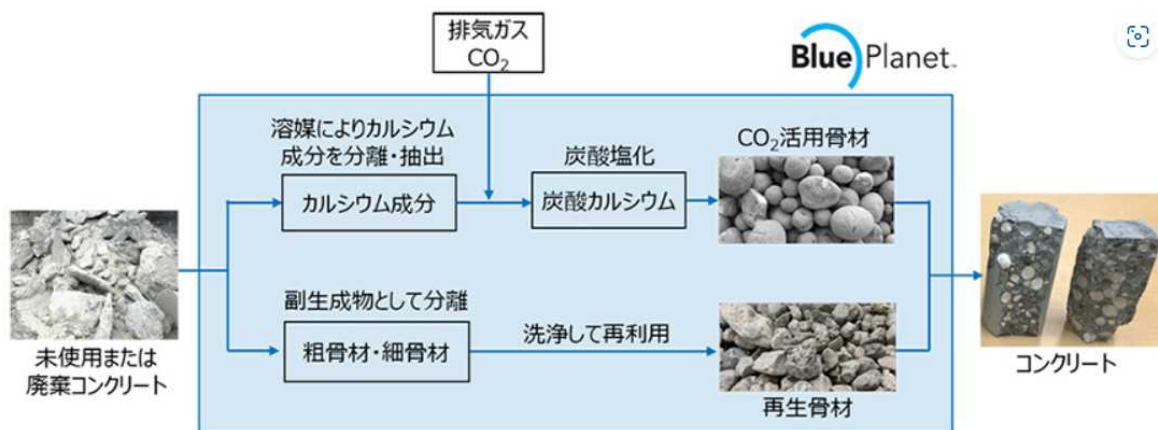 排気ガス
CO₂
Blue Planet™
溶媒によりカルシウム
成分を分離・抽出
カルシウム成分
炭酸塩化
炭酸カルシウム
CO₂活用骨材
未使用または
廃棄コンクリート
副生成物として分離
粗骨材・細骨材
洗浄して再利用
再生骨材
コンクリート